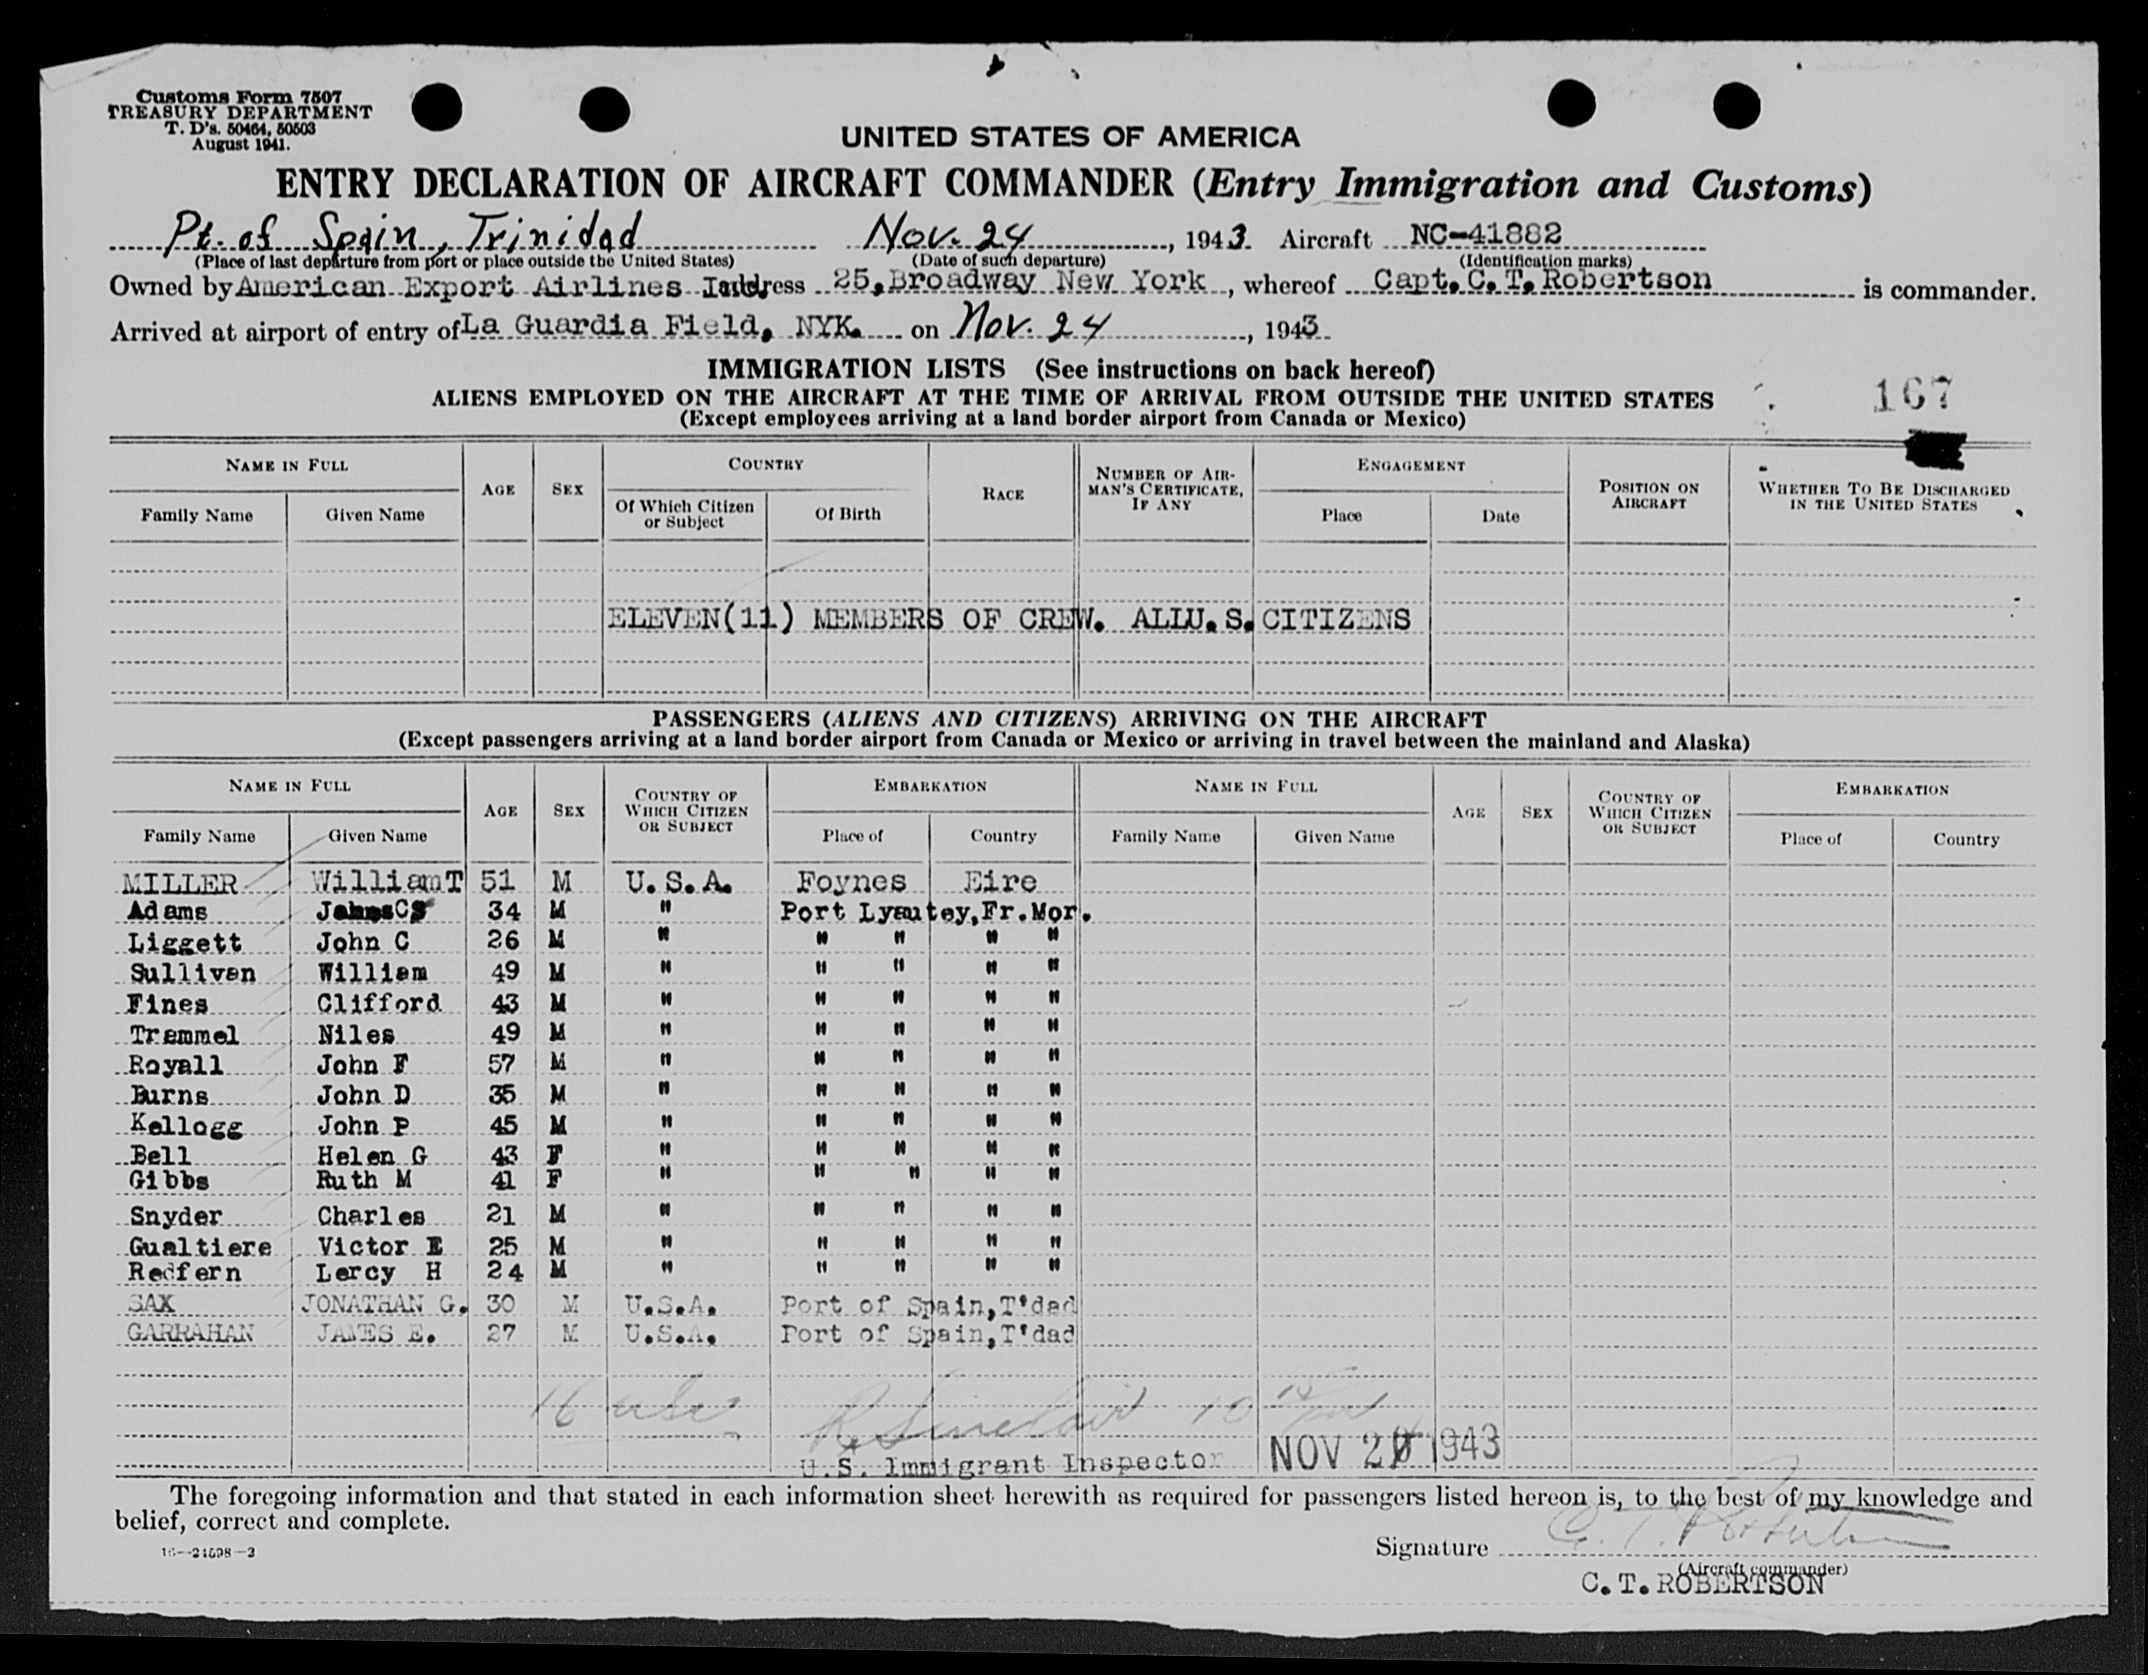 Customs Form 7507
TREASURY DEPARTMENT
T. D's. 50464, 50503
August 1941.
UNITED STATES OF AMERICA
ENTRY DECLARATION OF AIRCRAFT COMMANDER (Entry Immigration and Customs)
Pt. of Spain, Trinidad Nov. 24, 1943. Aircraft NC-41882
(Place of last departure from port or place outside the United States) (Date of such departure) (Identification marks)
Owned by American Export Airlines Address 25, Broadway New York, whereof Capt. C. T. Robertson is commander.
Arrived at airport of entry of La Guardia Field, NYK. on Nov. 24, 1943
IMMIGRATION LISTS (See instructions on back hereof)
ALIENS EMPLOYED ON THE AIRCRAFT AT THE TIME OF ARRIVAL FROM OUTSIDE THE UNITED STATES
167
(Except employees arriving at a land border airport from Canada or Mexico)
NAME IN FULL AGE SEX COUNTRY RACE NUMBER OF AIRMAN'S CERTIFICATE, IF ANY ENGAGEMENT POSITION ON AIRCRAFT WHETHER TO BE DISCHARGED IN THE UNITED STATES
Family Name Given Name Of Which Citizen or Subject Of Birth Place Date
ELEVEN(11) MEMBERS OF CREW. ALLU.S.CITIZENS
PASSENGERS (ALIENS AND CITIZENS) ARRIVING ON THE AIRCRAFT
(Except passengers arriving at a land border airport from Canada or Mexico or arriving in travel between the mainland and Alaska)
NAME IN FULL AGE SEX COUNTRY OF WHICH CITIZEN OR SUBJECT EMBARKATION NAME IN FULL AGE SEX COUNTRY OF WHICH CITIZEN OR SUBJECT EMBARKATION
Family Name Given Name Place of Country Family Name Given Name Place of Country
MILLER WilliamT 51 M U.S.A. Foynes Eire
Adams 34 M " Port Lyautey,Fr.Mor.
Liggett John C 26 M " " " " "
Sullivan William 49 M " " " " "
Fines Clifford 43 M " " " " "
Trammel Niles 49 M " " " " "
Royall John F 57 M " " " " "
Burns John D 35 M " " " " "
Kellogg John P 45 M " " " " "
Bell Helen G 43 F " " " " "
Gibbs Ruth M 41 F " " " " "
Snyder Charles 21 M " " " " "
Gualtiere Victor E 25 M " " " " "
Redfern Leroy H 24 M " " " " "
SAX JONATHAN G. 30 M U.S.A. Port of Spain,T'dad
GARRAHAN JAMES E. 27 M U.S.A. Port of Spain,T'dad
16 usc R Sinclair 10
U.S. Immigrant Inspector NOV 1943
The foregoing information and that stated in each information sheet herewith as required for passengers listed hereon is, to the best of my knowledge and
belief, correct and complete.
16—24598-2
Signature C. T. Robertson
(Aircraft commander)
C.T.ROBERTSON